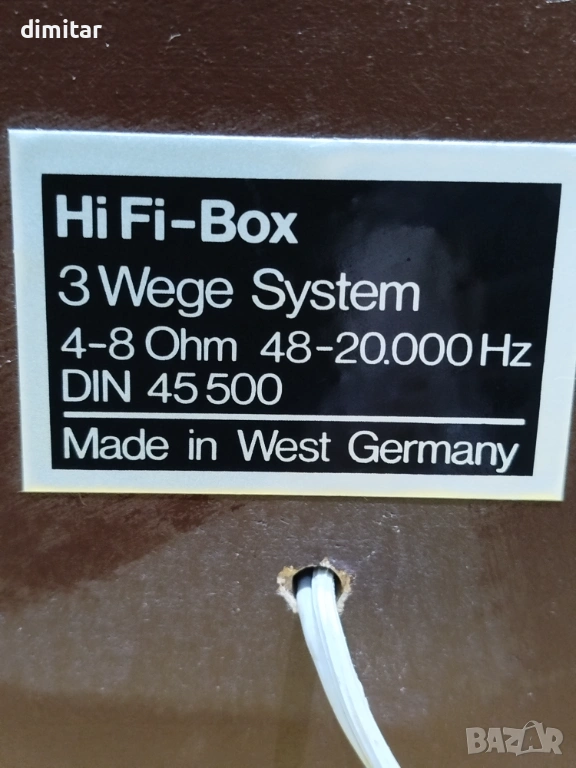 dimitar
Hi Fi-Box
3 Wege System
4-8 Ohm 48-20.000 Hz
DIN 45 500
Made in West Germany
BAZAR